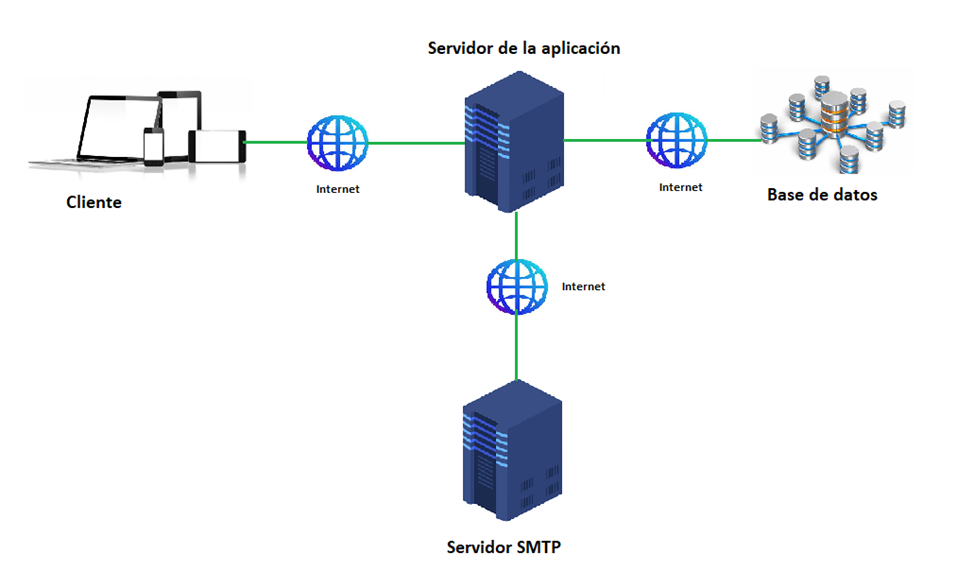 Servidor de la aplicación
Internet
Internet
Cliente
Base de datos
Internet
Servidor SMTP